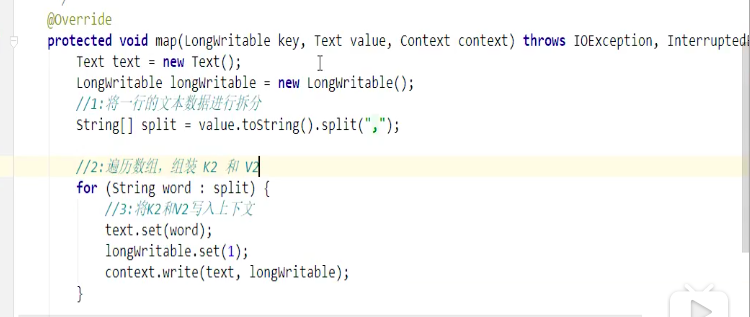 @Override
protected void map(LongWritable key, Text value, Context context) throws IOException, Interrupted
Text text = new Text();
LongWritable longWritable = new LongWritable();
//1:将一行的文本数据进行拆分
String[] split = value.toString().split(",");
//2:遍历数组，组装 K2 和 V2
for (String word : split) {
//3:将K2和V2写入上下文
text.set(word);
longWritable.set(1);
context.write(text, longWritable);
}